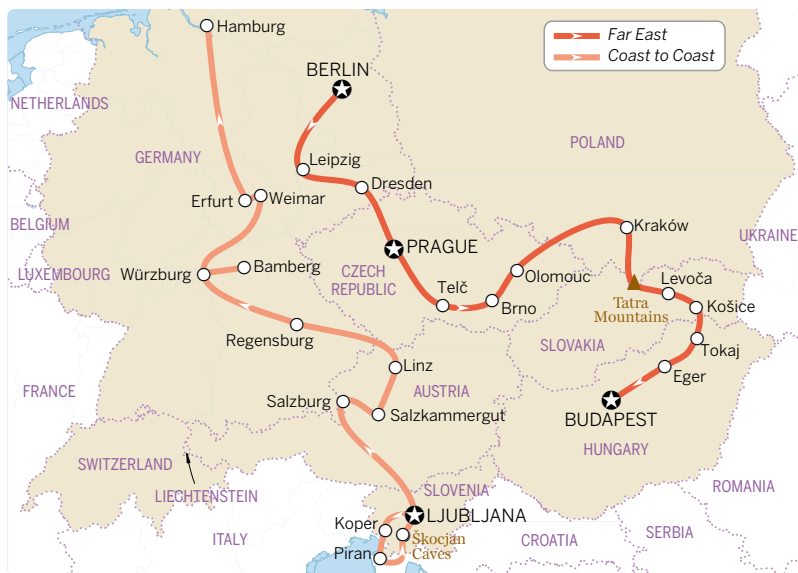 Hamburg
Far East
Coast to Coast
BERLIN
NETHERLANDS
POLAND
GERMANY
Leipzig
Dresden
Erfurt
Weimar
BELGIUM
Kraków
UKRAINE
PRAGUE
LUXEMBOURG
Würzburg
Bamberg
CZECH
REPUBLIC
Olomouc
Telč
Brno
Levoča
Tatra
Mountains
Košice
Regensburg
SLOVAKIA
Tokaj
Linz
Eger
FRANCE
AUSTRIA
Salzburg
Salzkammergut
BUDAPEST
HUNGARY
SWITZERLAND
LIECHTENSTEIN
SLOVENIA
ROMANIA
Koper
LJUBLJANA
ITALY
Škocjan
Caves
CROATIA
SERBIA
Piran